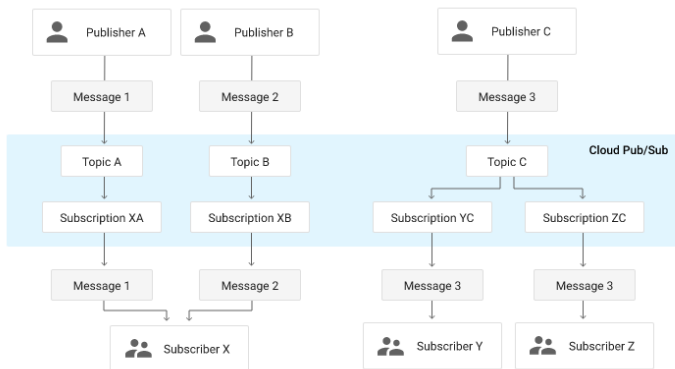 Publisher A
Publisher B
Publisher C
Message 1
Message 2
Message 3
Cloud Pub/Sub
Topic A
Topic B
Topic C
Subscription XA
Subscription XB
Subscription YC
Subscription ZC
Message 1
Message 2
Message 3
Message 3
Subscriber X
Subscriber Y
Subscriber Z